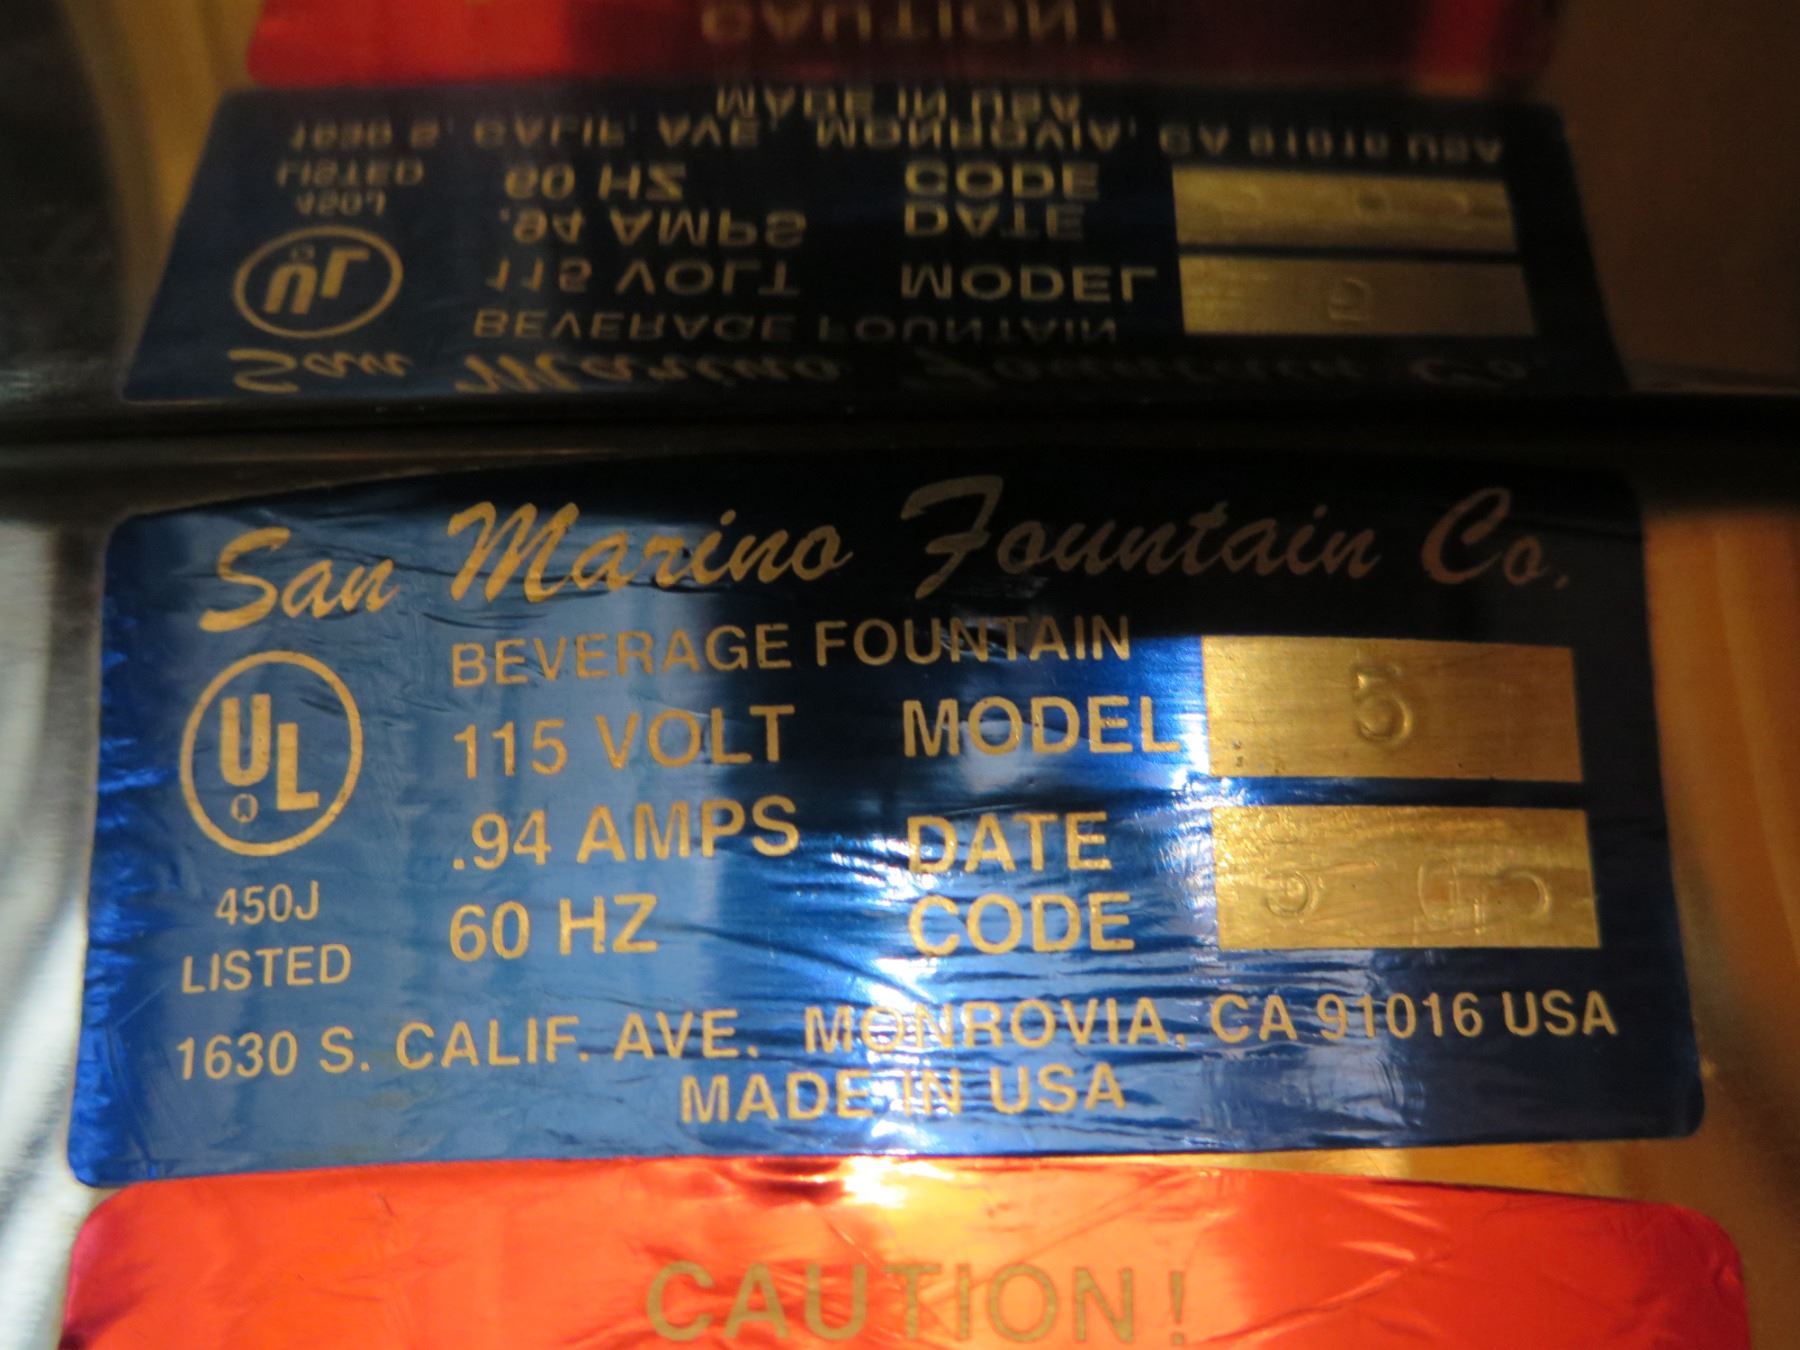 San Marino Fountain Co.
BEVERAGE FOUNTAIN
UL
115 VOLT
MODEL 5
.94 AMPS
DATE
CODE
60 HZ
450J
LISTED
1630 S. CALIF. AVE. MONROVIA, CA 91016 USA
MADE IN USA
CAUTION!